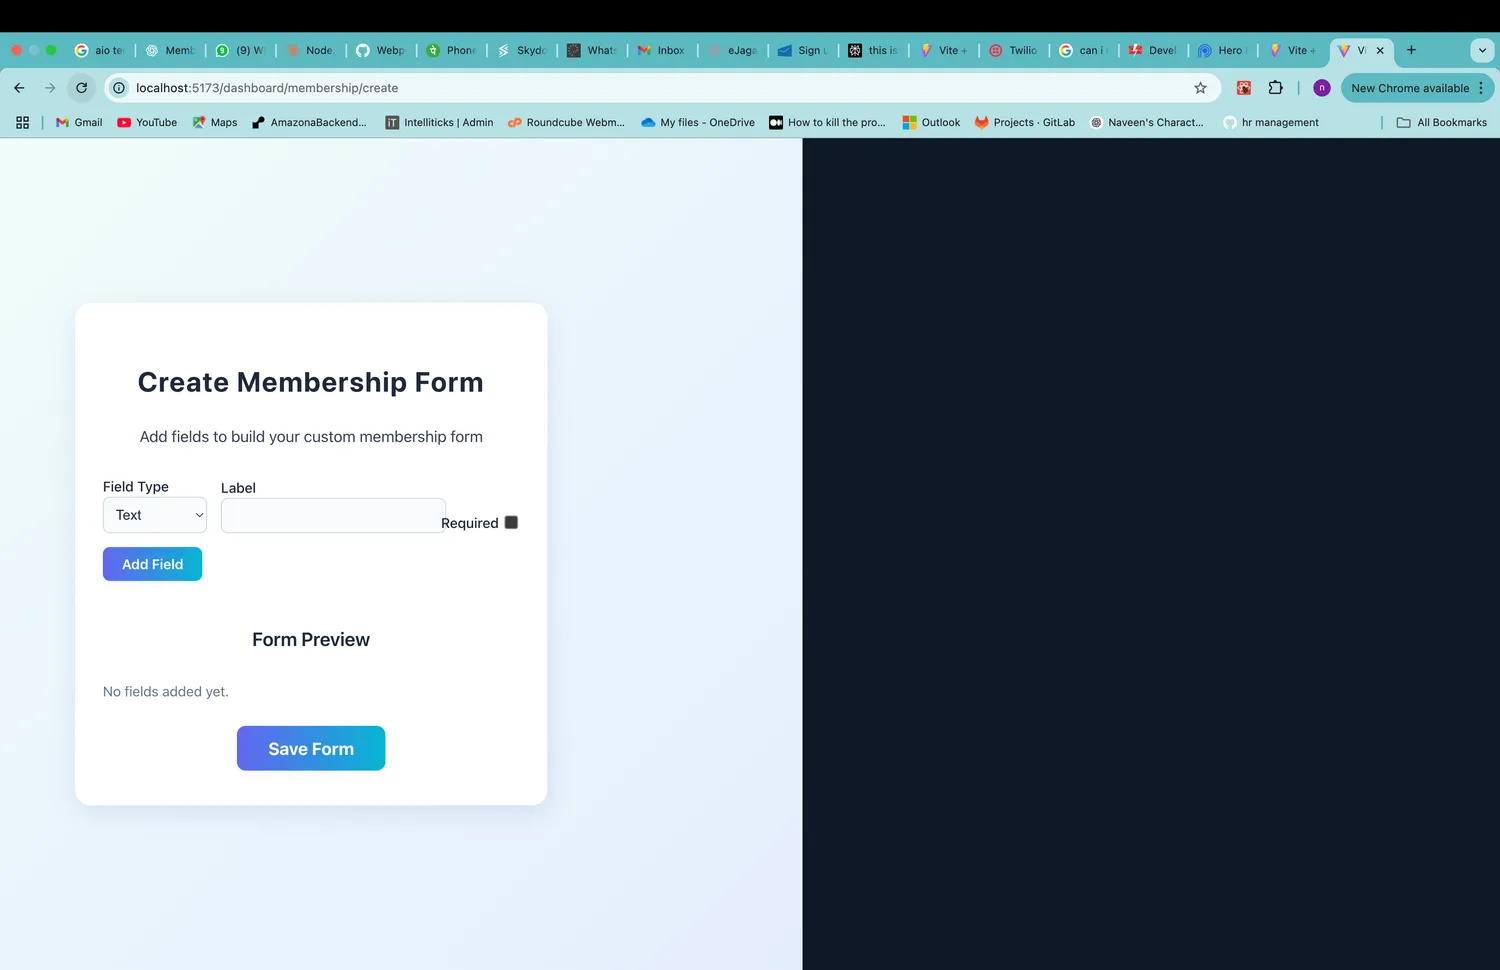 aio te
Memb
(9) W
Node.
Webp
Phone
Skydo
Whats
Inbox
eJaga
Sign u
this is
Vite +
Twilio
can i
Devel
Hero
Vite +
Vi
localhost:5173/dashboard/membership/create
n
New Chrome available
Gmail
YouTube
Maps
AmazonaBackend...
Intelliticks | Admin
Roundcube Webm...
My files - OneDrive
How to kill the pro...
Outlook
Projects · GitLab
Naveen's Charact...
hr management
All Bookmarks
Create Membership Form
Add fields to build your custom membership form
Field Type
Label
Text
Required
Add Field
Form Preview
No fields added yet.
Save Form